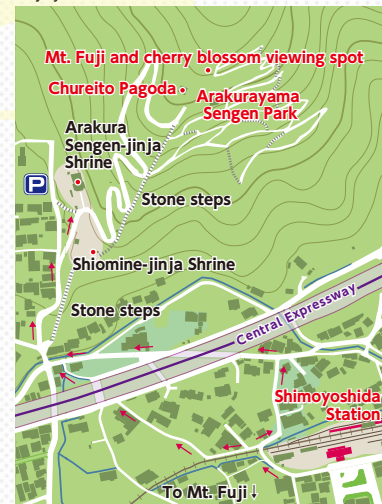 Mt. Fuji and cherry blossom viewing spot
Chureito Pagoda
Arakurayama
Sengen Park
Arakura
Sengen-jinja
Shrine
P
Stone steps
Shiomine-jinja Shrine
Stone steps
Central Expressway
Shimoyoshida
Station
To Mt. Fuji ↓